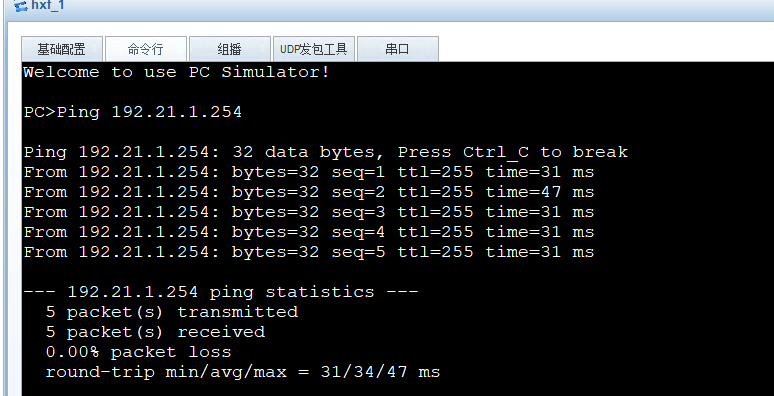 hxf_1
基础配置 命令行 组播 UDP发包工具 串口
Welcome to use PC Simulator!
PC>Ping 192.21.1.254
Ping 192.21.1.254: 32 data bytes, Press Ctrl_C to break
From 192.21.1.254: bytes=32 seq=1 ttl=255 time=31 ms
From 192.21.1.254: bytes=32 seq=2 ttl=255 time=47 ms
From 192.21.1.254: bytes=32 seq=3 ttl=255 time=31 ms
From 192.21.1.254: bytes=32 seq=4 ttl=255 time=31 ms
From 192.21.1.254: bytes=32 seq=5 ttl=255 time=31 ms
--- 192.21.1.254 ping statistics ---
5 packet(s) transmitted
5 packet(s) received
0.00% packet loss
round-trip min/avg/max = 31/34/47 ms